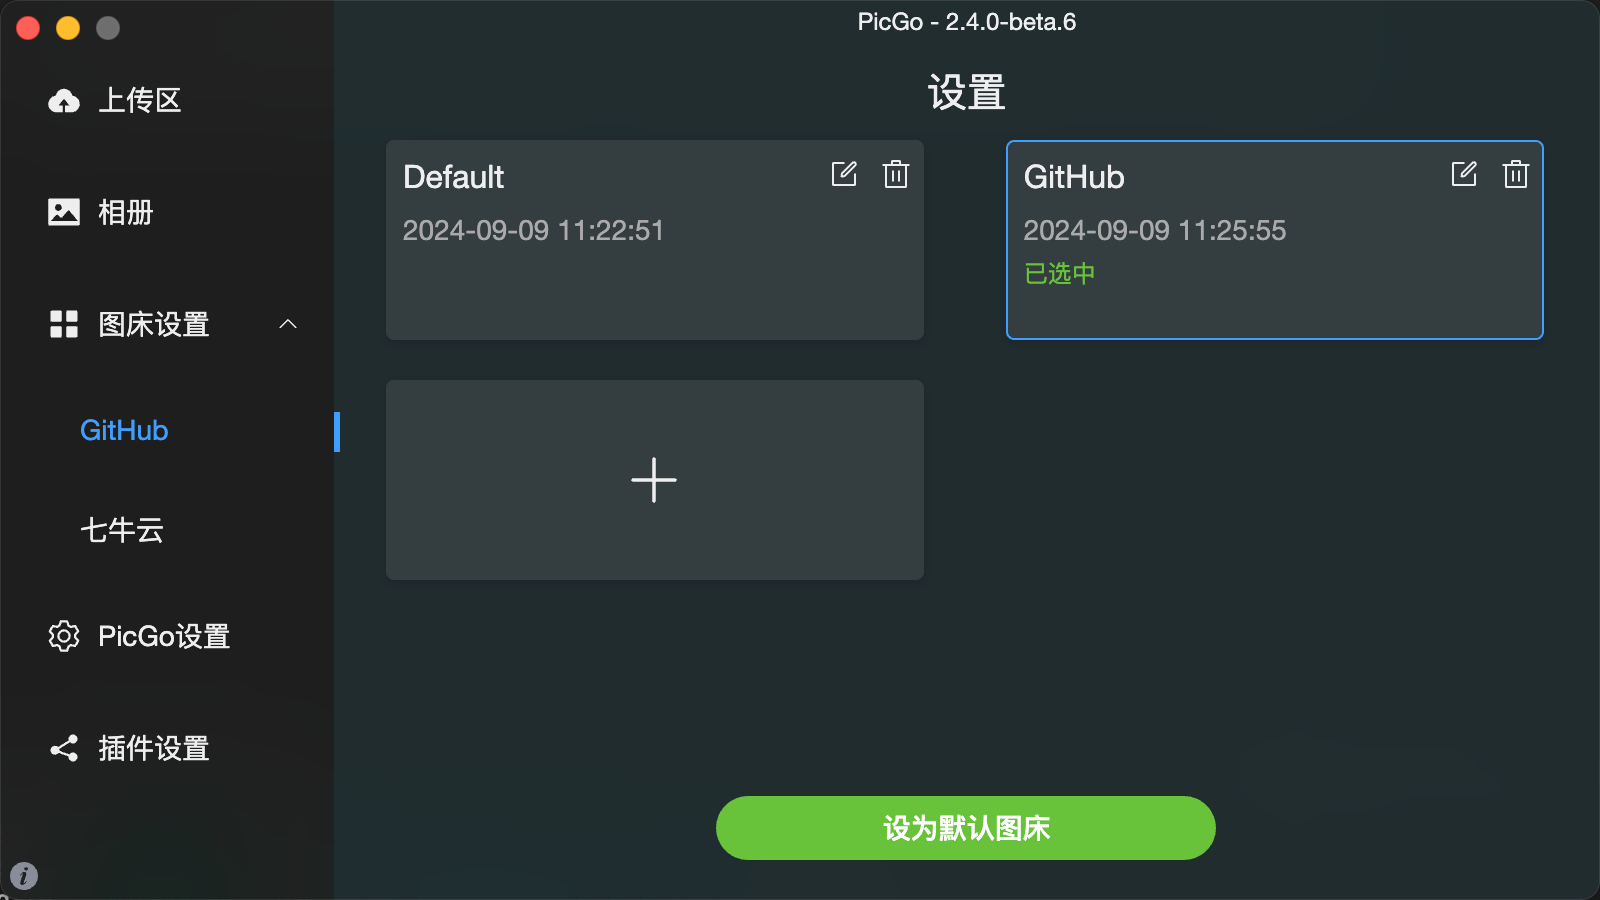 PicGo - 2.4.0-beta.6
上传区
相册
图床设置
GitHub
七牛云
PicGo设置
插件设置
设置
Default
2024-09-09 11:22:51
GitHub
2024-09-09 11:25:55
已选中
设为默认图床